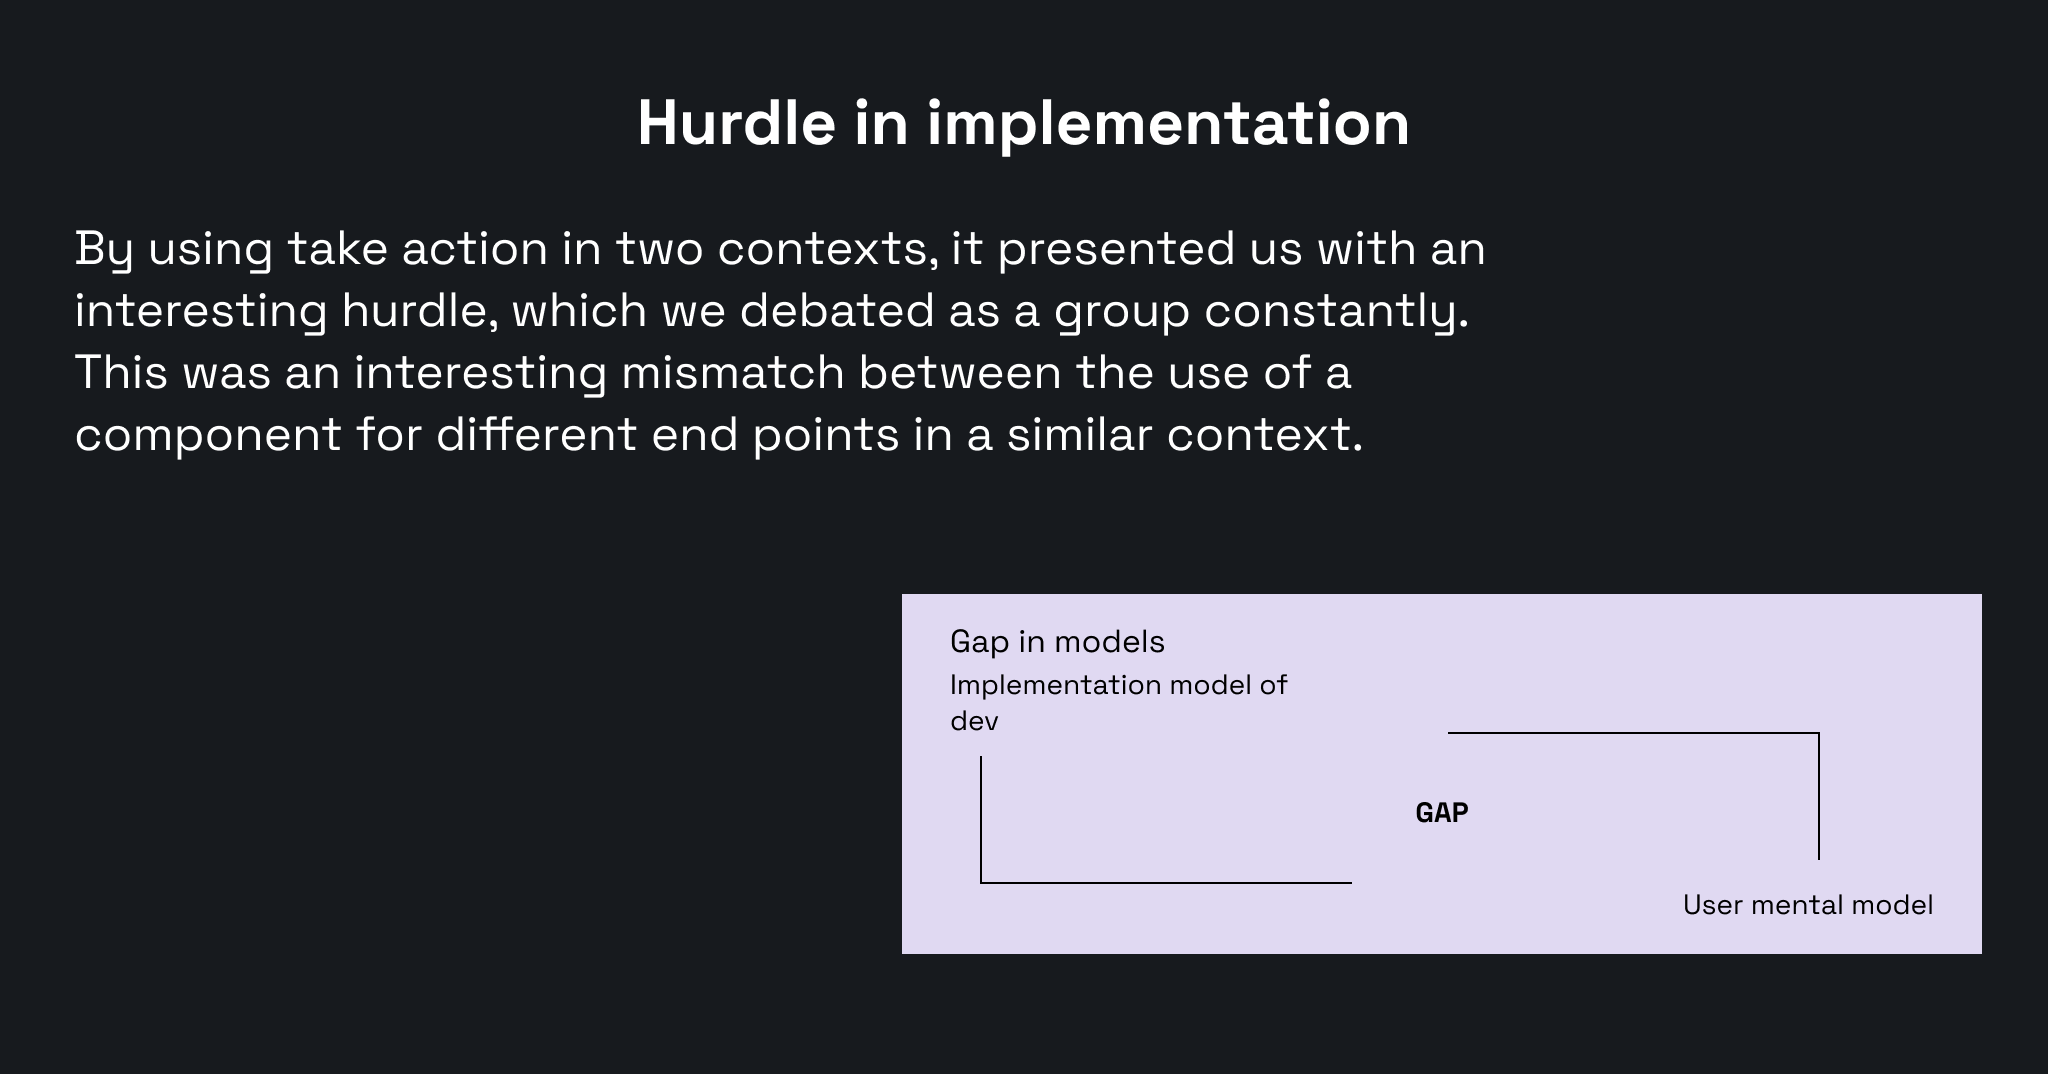 Hurdle in implementation
By using take action in two contexts, it presented us with an
interesting hurdle, which we debated as a group constantly.
This was an interesting mismatch between the use of a
component for different end points in a similar context.
Gap in models
Implementation model of
dev
GAP
User mental model